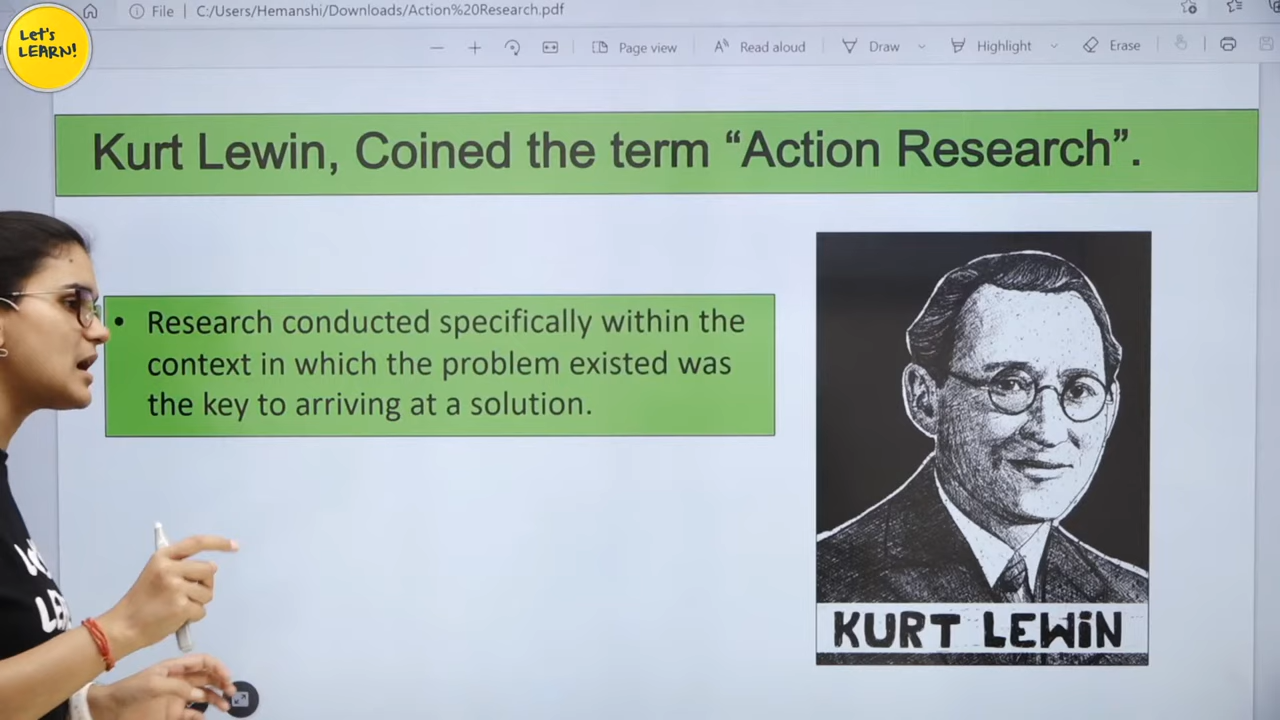 Let's
LEARN!
File | C:/Users/Hemanshi/Downloads/Action%20Research.pdf
Page view
Read aloud
Draw
Highlight
Erase
Kurt Lewin, Coined the term “Action Research”.
• Research conducted specifically within the
context in which the problem existed was
the key to arriving at a solution.
KURT LEWiN